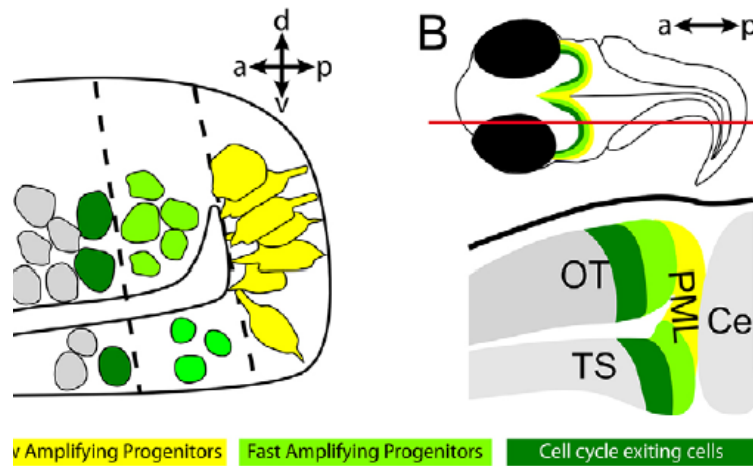 d
a p
v
B
a p
OT
PML
Ce
TS
Amplifying Progenitors
Fast Amplifying Progenitors
Cell cycle exiting cells